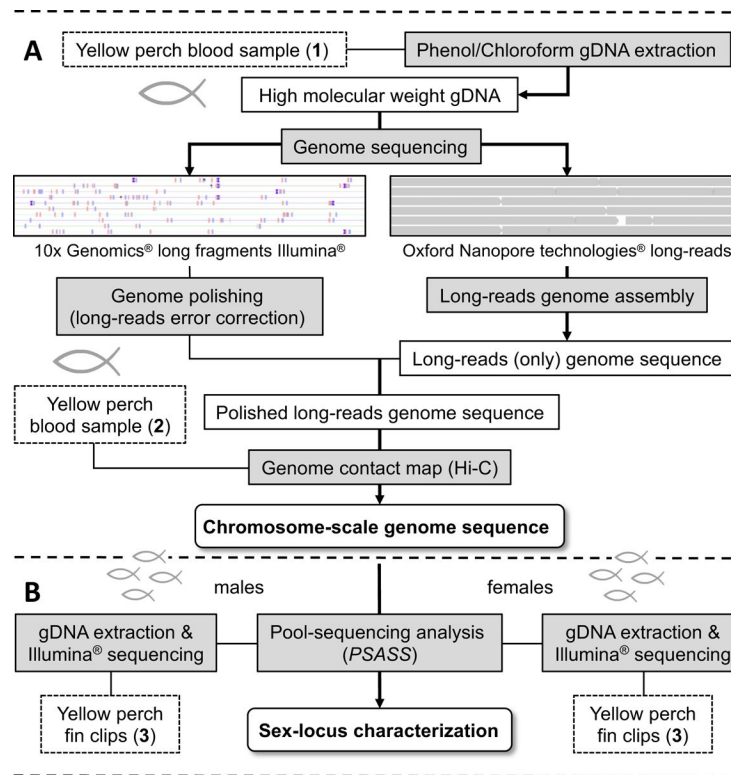 A
Yellow perch blood sample (1)
Phenol/Chloroform gDNA extraction
High molecular weight gDNA
Genome sequencing
10x Genomics® long fragments Illumina®
Oxford Nanopore technologies® long-reads
Genome polishing
(long-reads error correction)
Long-reads genome assembly
Long-reads (only) genome sequence
Yellow perch
blood sample (2)
Polished long-reads genome sequence
Genome contact map (Hi-C)
Chromosome-scale genome sequence
B
males
females
gDNA extraction &
Illumina® sequencing
Pool-sequencing analysis
(PSASS)
gDNA extraction &
Illumina® sequencing
Yellow perch
fin clips (3)
Sex-locus characterization
Yellow perch
fin clips (3)